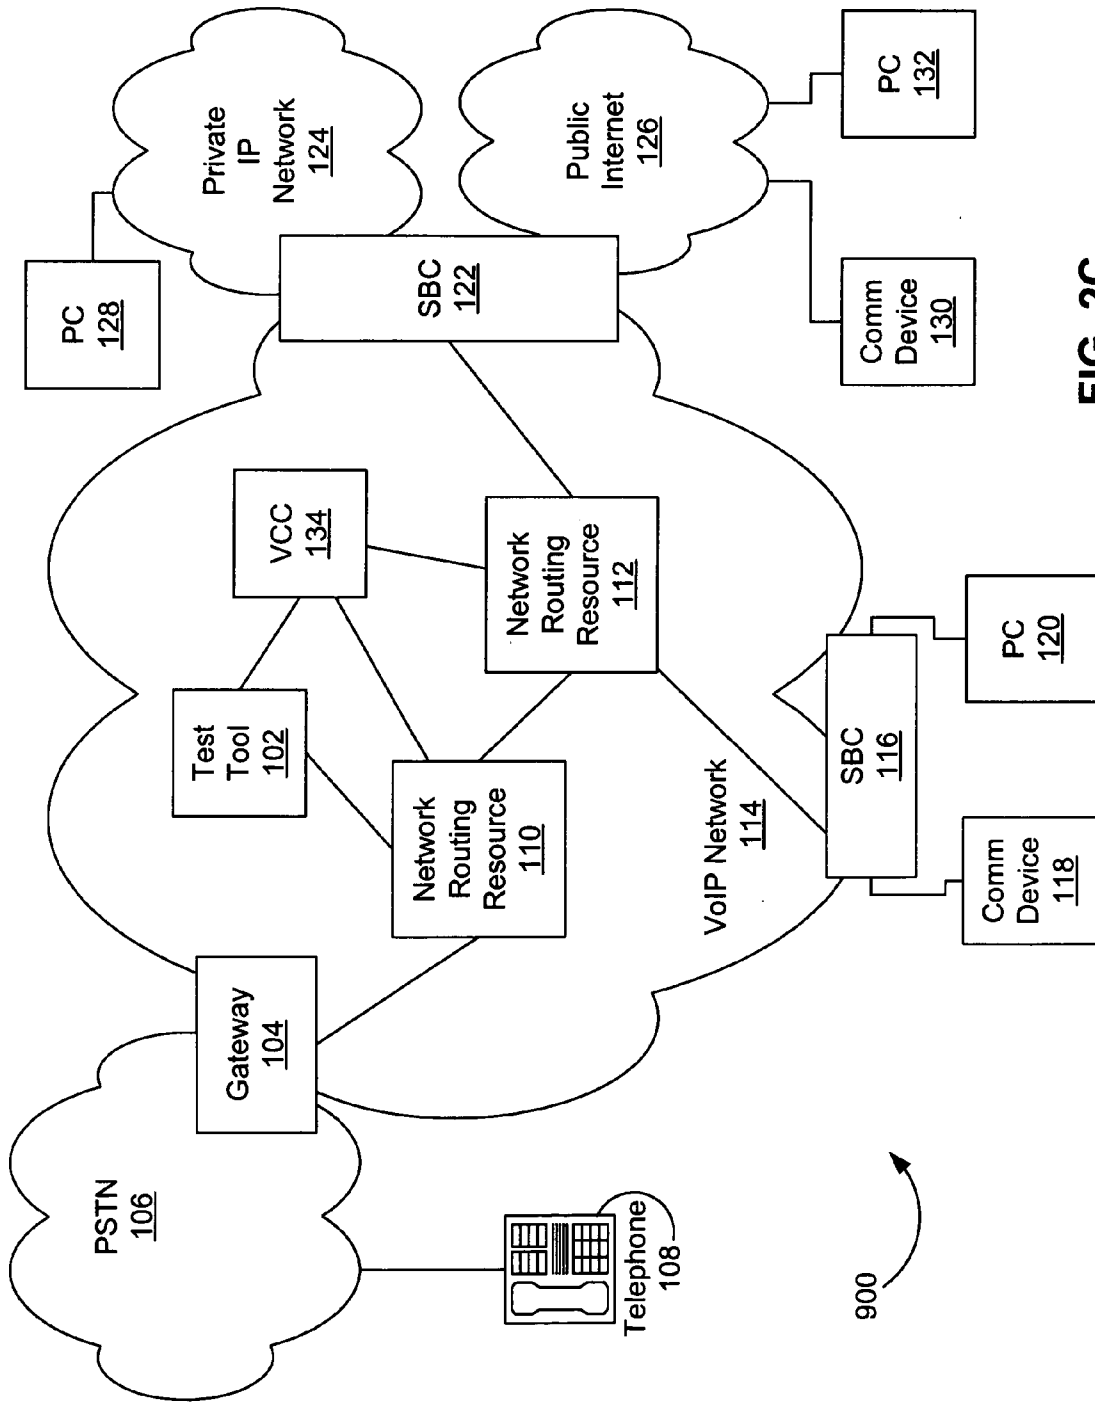 PSTN
106
Gateway
104
Telephone
108
900
Test
Tool
102
VCC
134
Network
Routing
Resource
110
Network
Routing
Resource
112
VoIP Network
114
SBC
116
Comm
Device
118
PC
120
SBC
122
Private
IP
Network
124
Public
Internet
126
PC
128
Comm
Device
130
PC
132
FIG. 2C